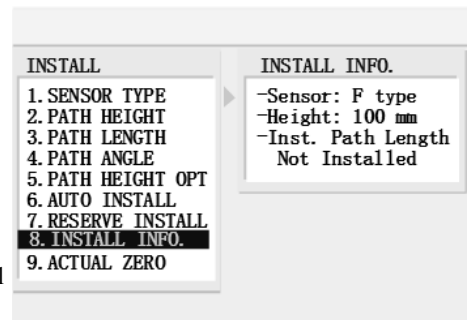 INSTALL
1. SENSOR TYPE
2. PATH HEIGHT
3. PATH LENGTH
4. PATH ANGLE
5. PATH HEIGHT OPT
6. AUTO INSTALL
7. RESERVE INSTALL
8. INSTALL INFO.
9. ACTUAL ZERO
INSTALL INFO.
-Sensor: F type
-Height: 100 mm
-Inst. Path Length
Not Installed